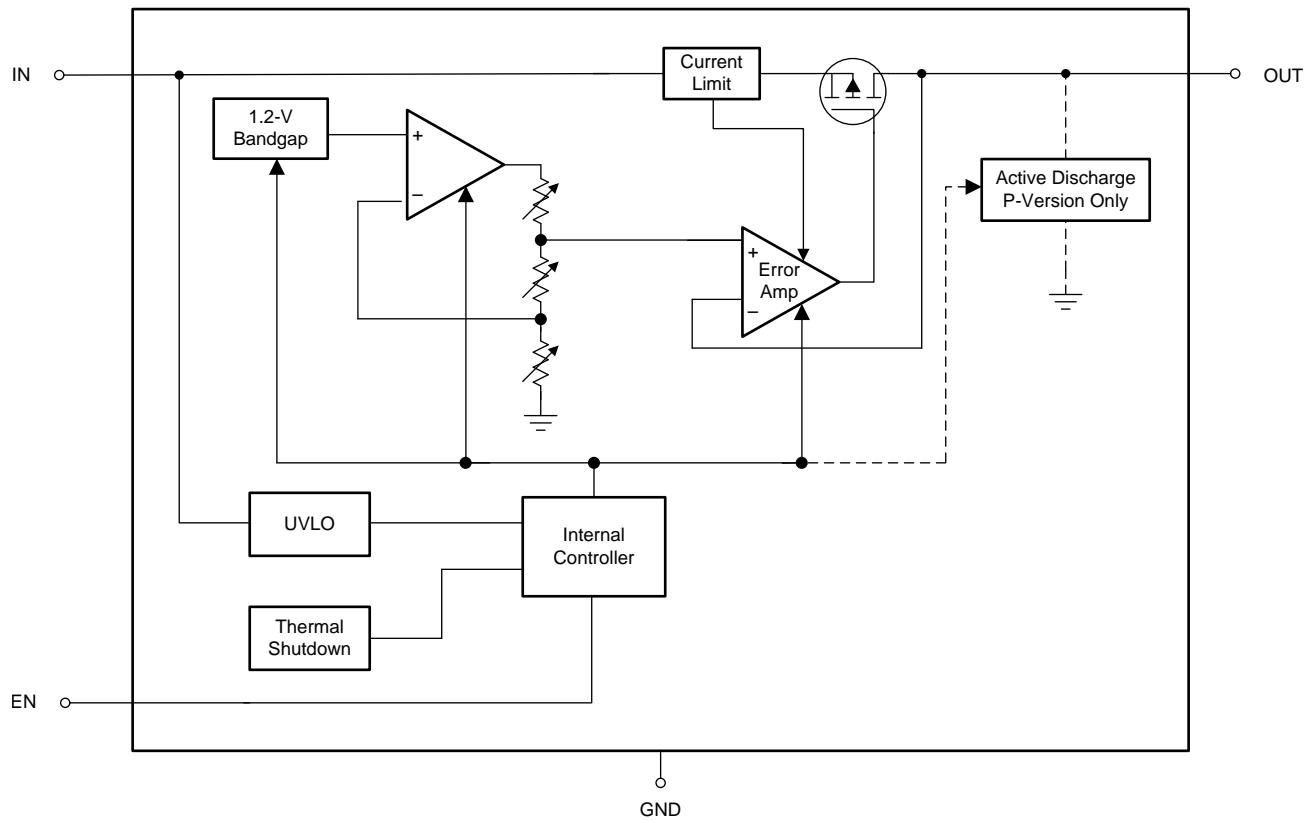 IN
Current
Limit
OUT
1.2-V
Bandgap
+
−
Active Discharge
P-Version Only
+
Error
Amp
−
UVLO
Internal
Controller
Thermal
Shutdown
EN
GND